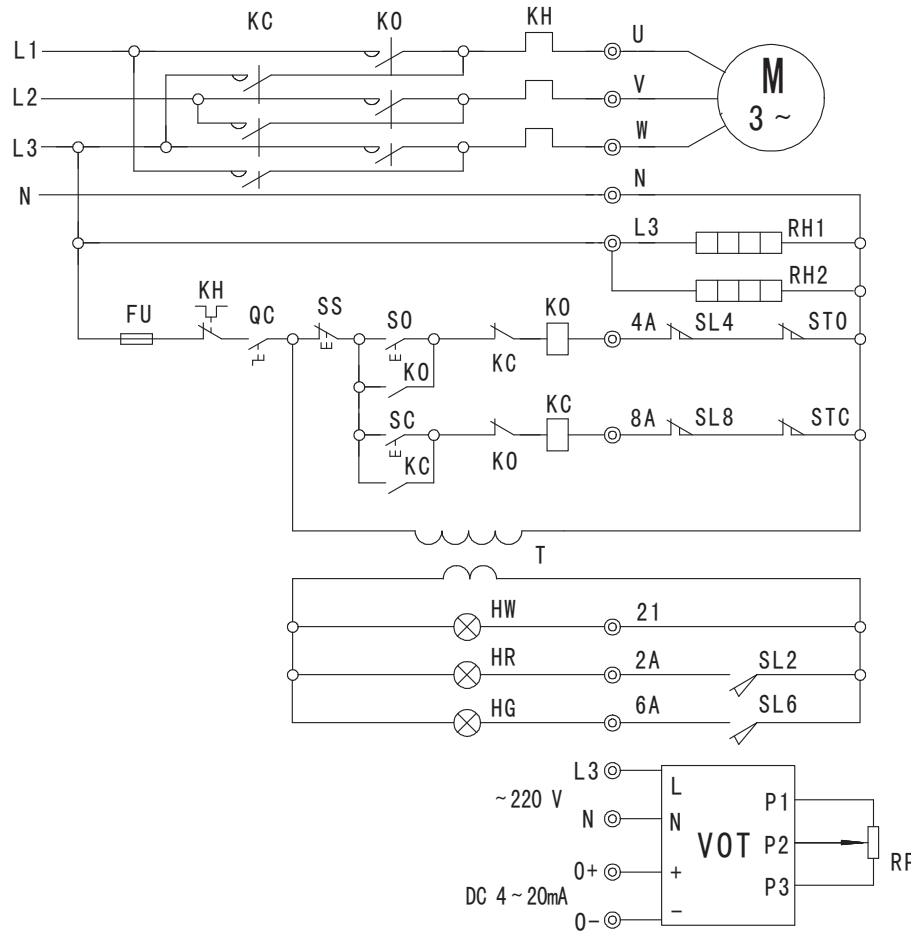 KC KO KH
L1 U
L2 V
M
3 ~
L3 W
N N
L3 RH1
RH2
KH
FU QC SS SO KO 4A SL4 STO
KC
KO
SC KC 8A SL8 STC
KC KO
T
HW 21
HR 2A SL2
HG 6A SL6
L3 L P1
~220 V
N N VOT P2
0+ + P3 RP
DC 4~20mA
0- -